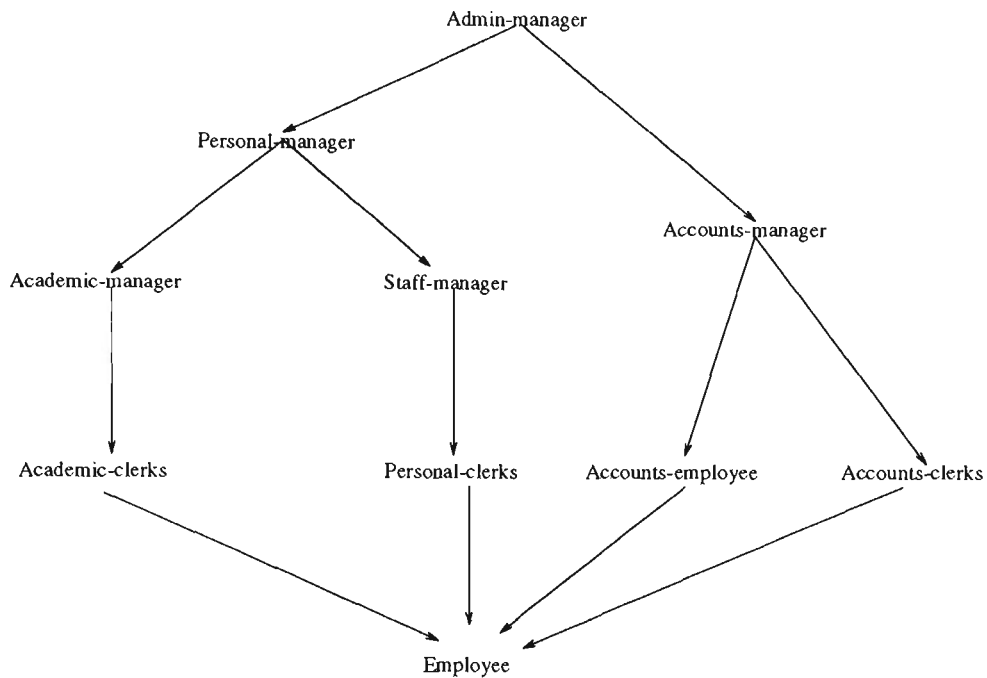 Admin-manager
Personal-manager
Accounts-manager
Academic-manager
Staff-manager
Academic-clerks
Personal-clerks
Accounts-employee
Accounts-clerks
Employee